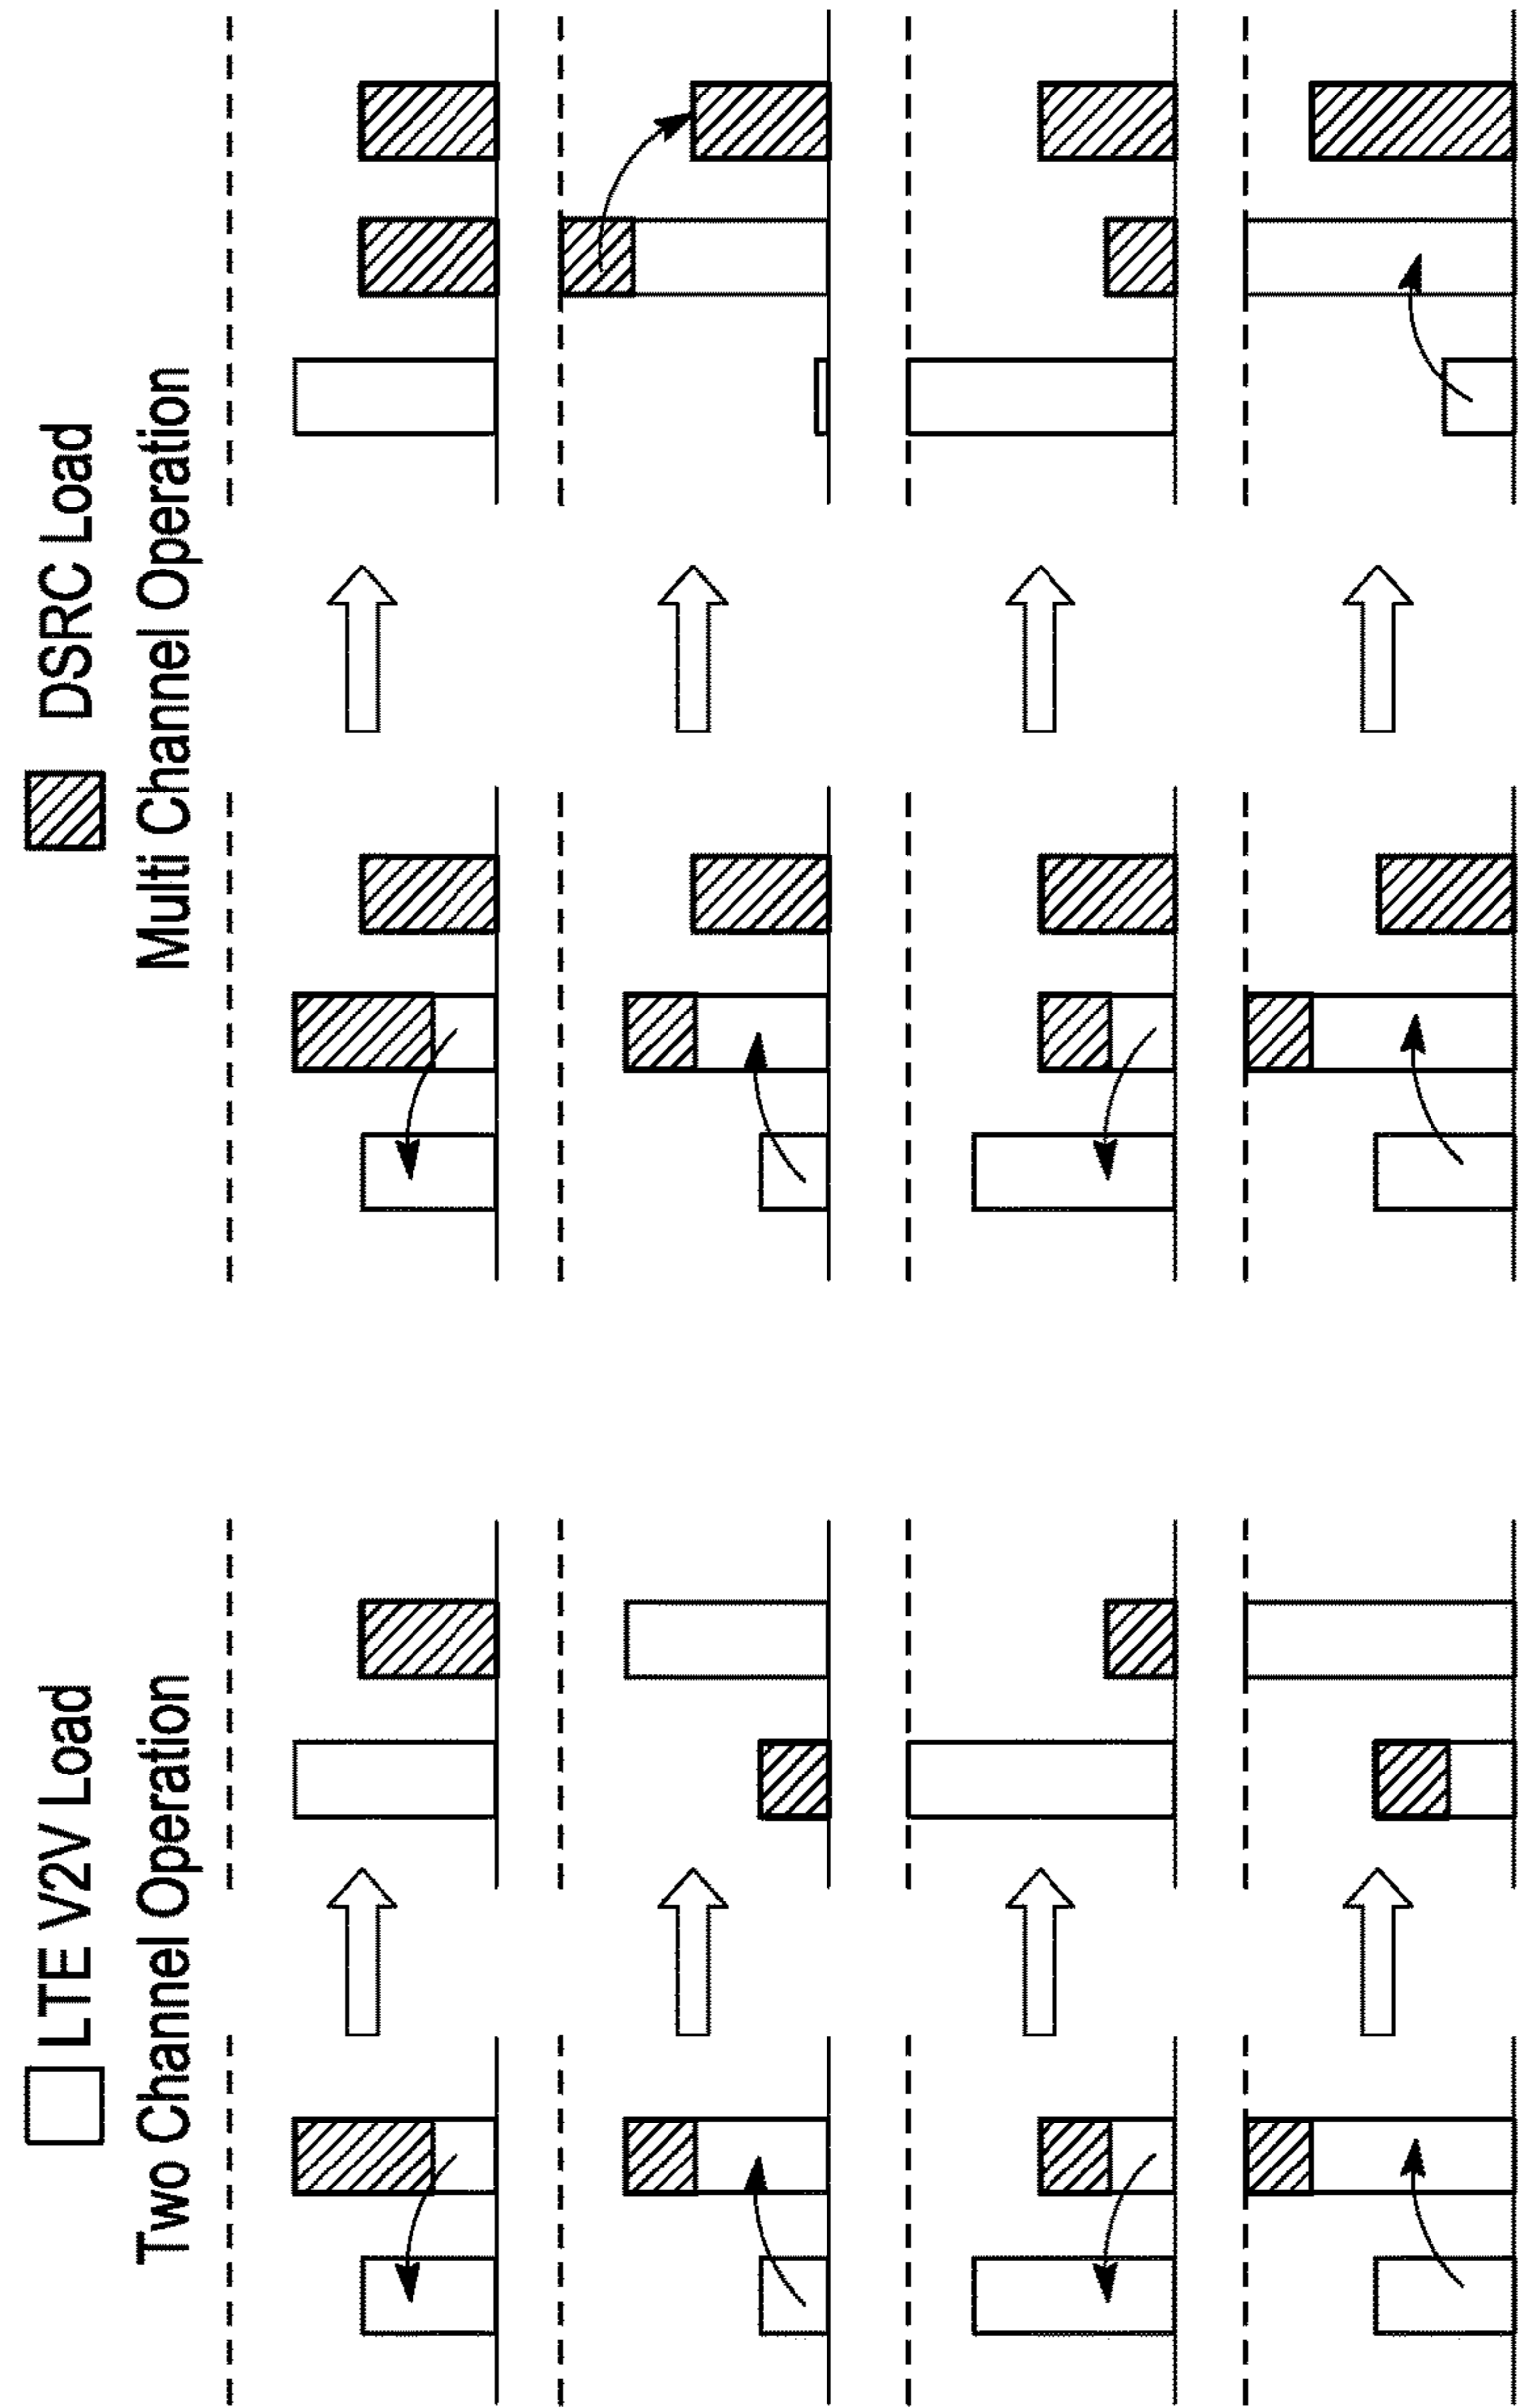 LTE V2V Load
DSRC Load
Two Channel Operation
Multi Channel Operation